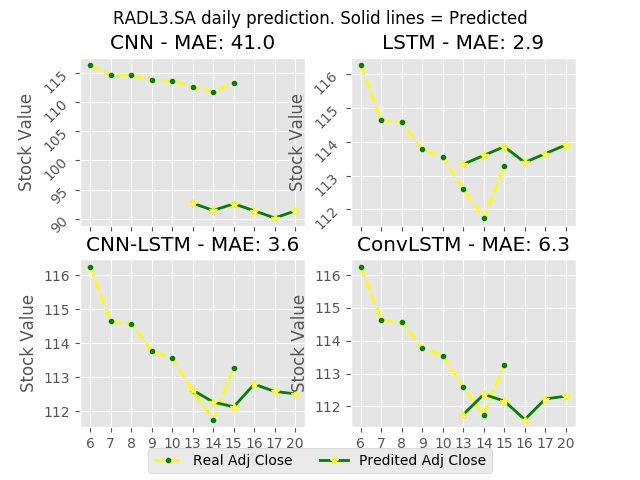 RADL3.SA daily prediction. Solid lines = Predicted
CNN - MAE: 41.0
Stock Value
115
110
105
100
95
90
LSTM - MAE: 2.9
Stock Value
116
115
114
113
112
CNN-LSTM - MAE: 3.6
Stock Value
116
115
114
113
112
6 7 8 9 10 13 14 15 16 17 20
ConvLSTM - MAE: 6.3
Stock Value
116
115
114
113
112
6 7 8 9 10 13 14 15 16 17 20
Real Adj Close
Predited Adj Close